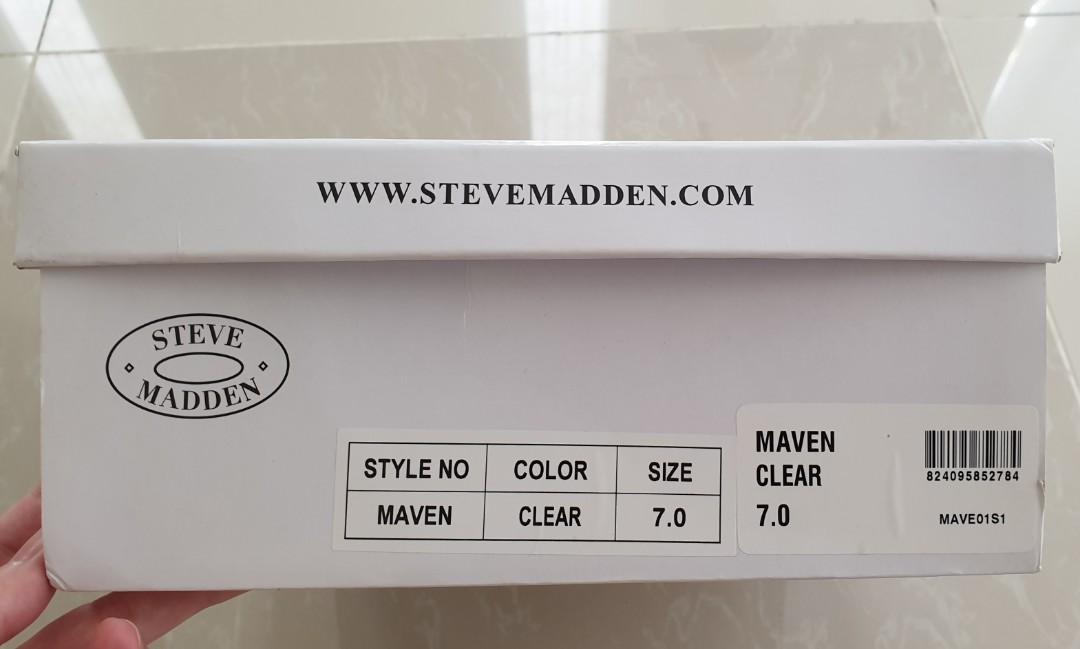 WWW.STEVEMADDEN.COM
STEVE
MADDEN
STYLE NO COLOR SIZE
MAVEN CLEAR 7.0
MAVEN
CLEAR
7.0
824095852784
MAVE01S1